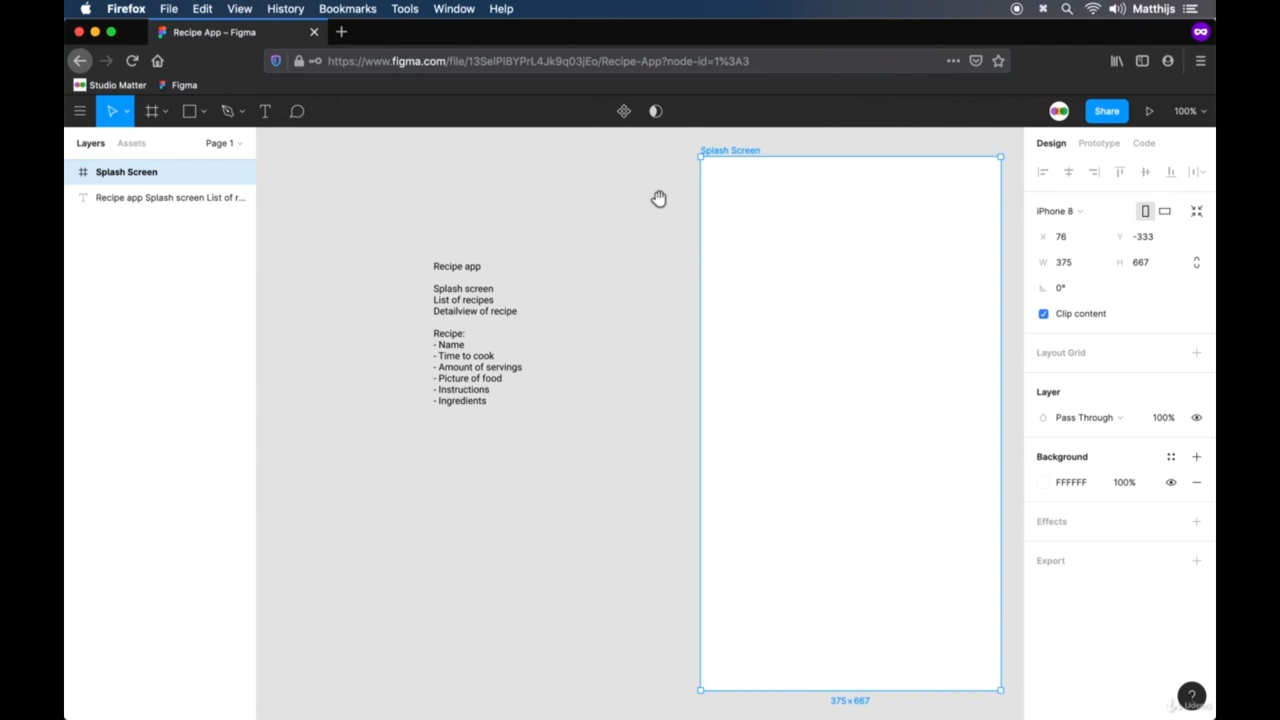 Firefox File Edit View History Bookmarks Tools Window Help Matthijs
Recipe App – Figma
https://www.figma.com/file/13SelPIBYPrL4Jk9q03jEo/Recipe-App?node-id=1%3A3
Studio Matter Figma
Share 100%
Layers Assets Page 1
Splash Screen
Recipe app Splash screen List of r...
Splash Screen
Recipe app
Splash screen
List of recipes
Detailview of recipe
Recipe:
- Name
- Time to cook
- Amount of servings
- Picture of food
- Instructions
- Ingredients
375 × 667
Design Prototype Code
iPhone 8
X 76 Y -333
W 375 H 667
0°
Clip content
Layout Grid
Layer
Pass Through 100%
Background
FFFFFF 100%
Effects
Export
?
Udemy